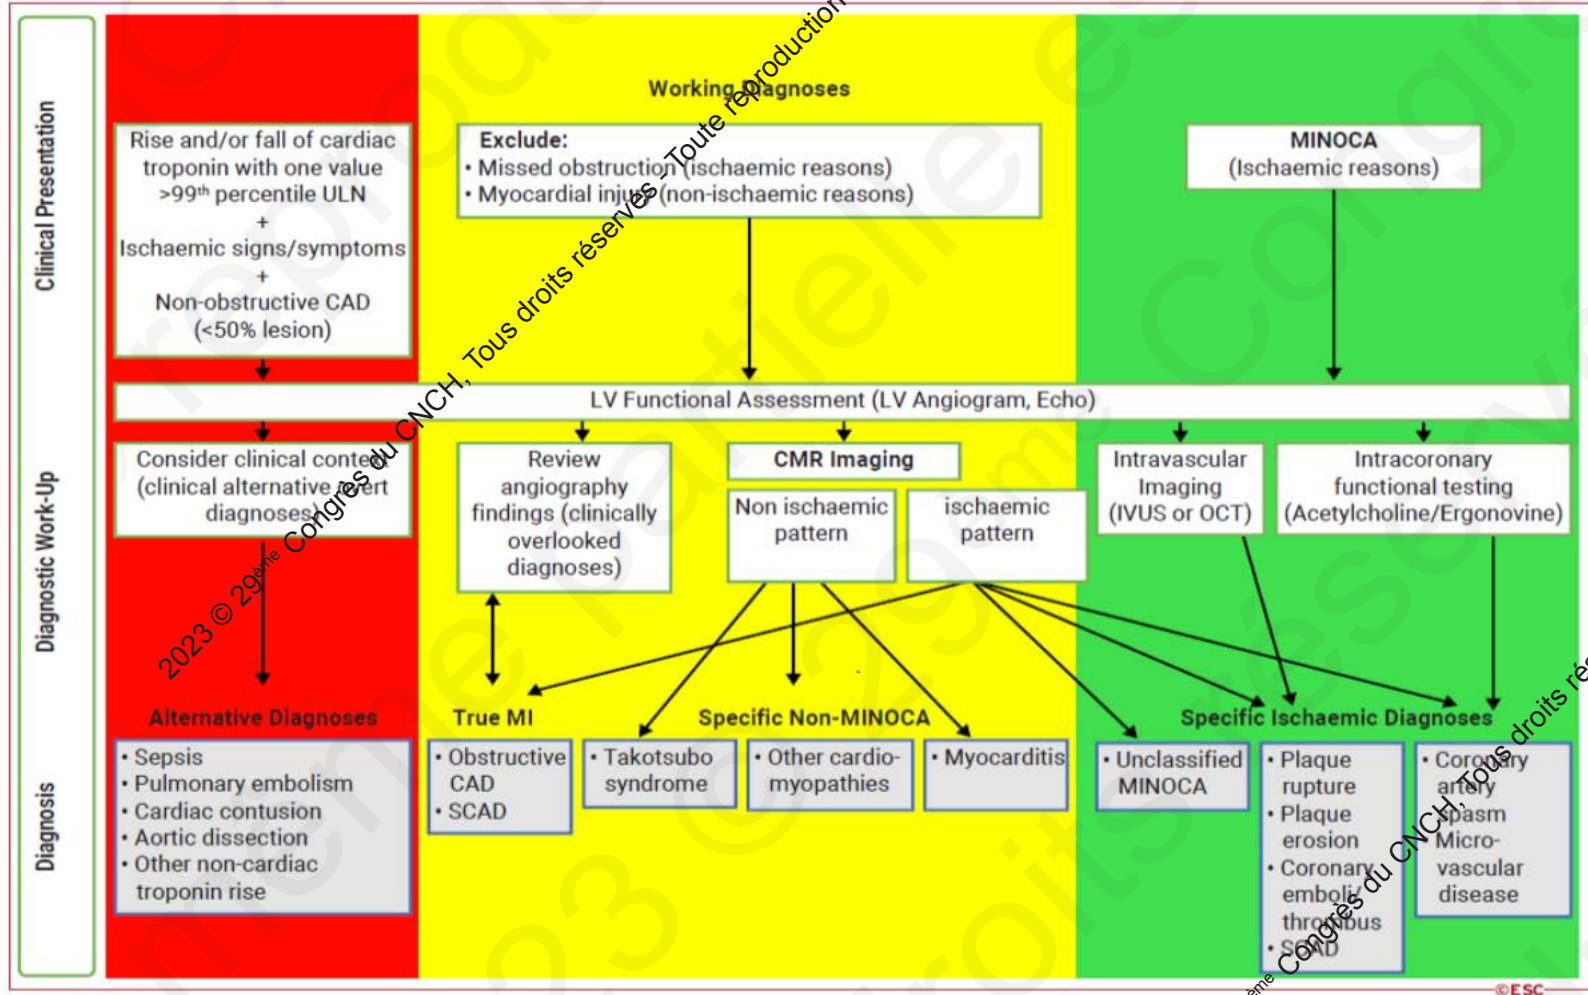 Clinical Presentation
Working Diagnoses
Rise and/or fall of cardiac
troponin with one value
>99th percentile ULN
+
Ischaemic signs/symptoms
+
Non-obstructive CAD
(<50% lesion)
Exclude:
• Missed obstruction (ischaemic reasons)
• Myocardial injury (non-ischaemic reasons)
MINOCA
(Ischaemic reasons)
LV Functional Assessment (LV Angiogram, Echo)
Diagnostic Work-Up
Consider clinical context
(clinical alternative overt
diagnoses)
Review
angiography
findings (clinically
overlooked
diagnoses)
CMR Imaging
Non ischaemic
pattern
ischaemic
pattern
Intravascular
Imaging
(IVUS or OCT)
Intracoronary
functional testing
(Acetylcholine/Ergonovine)
Diagnosis
Alternative Diagnoses
• Sepsis
• Pulmonary embolism
• Cardiac contusion
• Aortic dissection
• Other non-cardiac
troponin rise
True MI
• Obstructive
CAD
• SCAD
Specific Non-MINOCA
• Takotsubo
syndrome
• Other cardio-
myopathies
• Myocarditis
Specific Ischaemic Diagnoses
• Unclassified
MINOCA
• Plaque
rupture
• Plaque
erosion
• Coronary
emboli/
thrombus
• SCAD
• Coronary
artery
spasm
• Micro-
vascular
disease
©ESC
2023 © 29ème Congrès du CNCH, Tous droits réservés - Toute reproduction
ème Congrès du CNCH, Tous droits rés